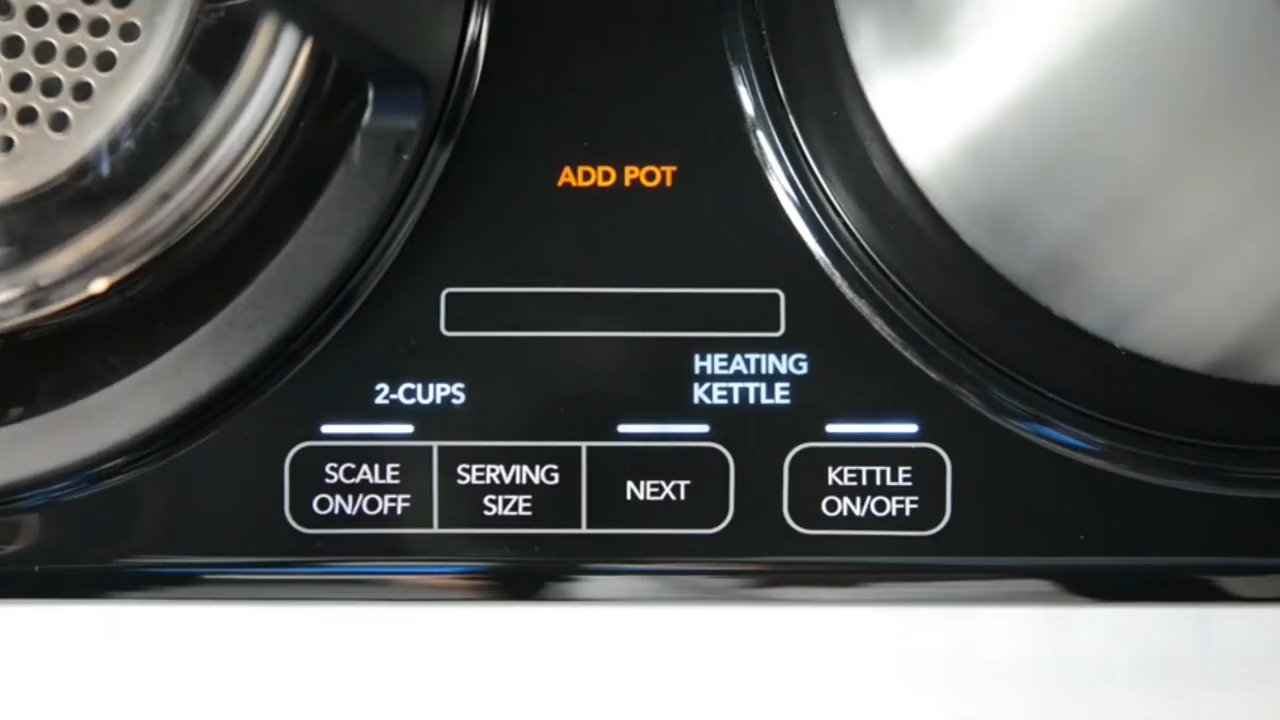 ADD POT
2-CUPS
HEATING
KETTLE
SCALE
ON/OFF
SERVING
SIZE
NEXT
KETTLE
ON/OFF